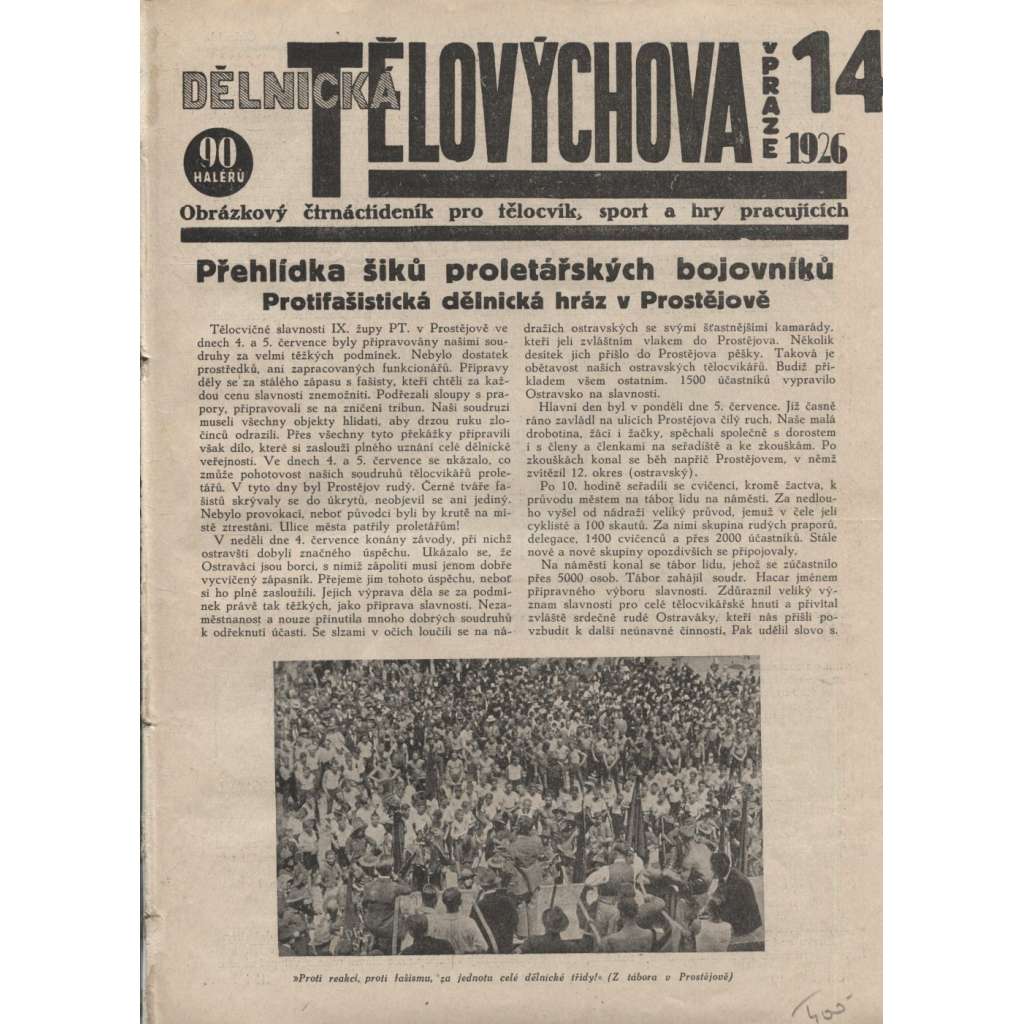 DĚLNICKÁ TĚLOVÝCHOVA
V PRAZE
14
1926
90
HALÉŘŮ
Obrázkový čtrnáctideník pro tělocvik, sport a hry pracujících
Přehlídka šiků proletářských bojovníků
Protifašistická dělnická hráz v Prostějově
Tělocvičné slavnosti IX. župy PT. v Prostějově ve
dnech 4. a 5. července byly připravovány našimi sou-
druhy za velmi těžkých podmínek. Nebylo dostatek
prostředků, ani zapracovaných funkcionářů. Přípravy
děly se za stálého zápasu s fašisty, kteří chtěli za kaž-
dou cenu slavnosti znemožniti. Podřezali sloupy s pra-
pory, připravovali se na zničení tribun. Naši soudruzi
museli všechny objekty hlídati, aby drzou ruku zlo-
činců odrazili. Přes všechny tyto překážky připravili
však dílo, které si zaslouží plného uznání celé dělnické
veřejnosti. Ve dnech 4. a 5. července se ukázalo, co
zmůže pohotovost našich soudruhů tělocvikářů prole-
tářů. V tyto dny byl Prostějov rudý. Černé tváře fa-
šistů skrývaly se do úkrytů, neobjevil se ani jediný.
Nebylo provokací, neboť původci byli by krutě na mí-
stě ztrestáni. Ulice města patřily proletářům!
V neděli dne 4. července konány závody, při nichž
ostravští dobyli značného úspěchu. Ukázalo se, že
Ostraváci jsou borci, s nimiž zápoliti musí jenom dobře
vycvičený zápasník. Přejeme jim tohoto úspěchu, neboť
si ho plně zasloužili. Jejich výprava děla se za podmí-
nek právě tak těžkých, jako příprava slavností. Neza-
městnanost a nouze přinutila mnoho dobrých soudruhů
k odřeknutí účasti. Se slzami v očích loučili se na ná-
dražích ostravských se svými šťastnějšími kamarády,
kteří jeli zvláštním vlakem do Prostějova. Několik
desítek jich přišlo do Prostějova pěšky. Taková je
obětavost našich ostravských tělocvikářů. Budiž pří-
kladem všem ostatním. 1500 účastníků vypravilo
Ostravsko na slavnosti.
Hlavní den byl v pondělí dne 5. července. Již časně
ráno zavládl na ulicích Prostějova čilý ruch. Naše malá
drobotina, žáci i žačky, spěchali společně s dorostem
i s členy a členkami na seřadiště a ke zkouškám. Po
zkouškách konal se běh napříč Prostějovem, v němž
zvítězil 12. okres (ostravský).
Po 10. hodině seřadili se cvičenci, kromě žactva, k
průvodu městem na tábor lidu na náměstí. Za nedlou-
ho vyšel od nádraží veliký průvod, jemuž v čele jeli
cyklisté a 100 skautů. Za nimi skupina rudých praporů,
delegace, 1400 cvičenců a přes 2000 účastníků. Stále
nové a nové skupiny opozdivších se připojovaly.
Na náměstí konal se tábor lidu, jehož se zúčastnilo
přes 5000 osob. Tábor zahájil soudr. Hacar jménem
přípravného výboru slavností. Zdůraznil veliký vý-
znam slavností pro celé tělocvikářské hnutí a přivítal
zvláště srdečně rudé Ostraváky, kteří nás přišli po-
vzbudit k další neúnavné činnosti. Pak udělil slovo s.
»Proti reakci, proti fašismu, za jednotu celé dělnické třídy!« (Z tábora v Prostějově)